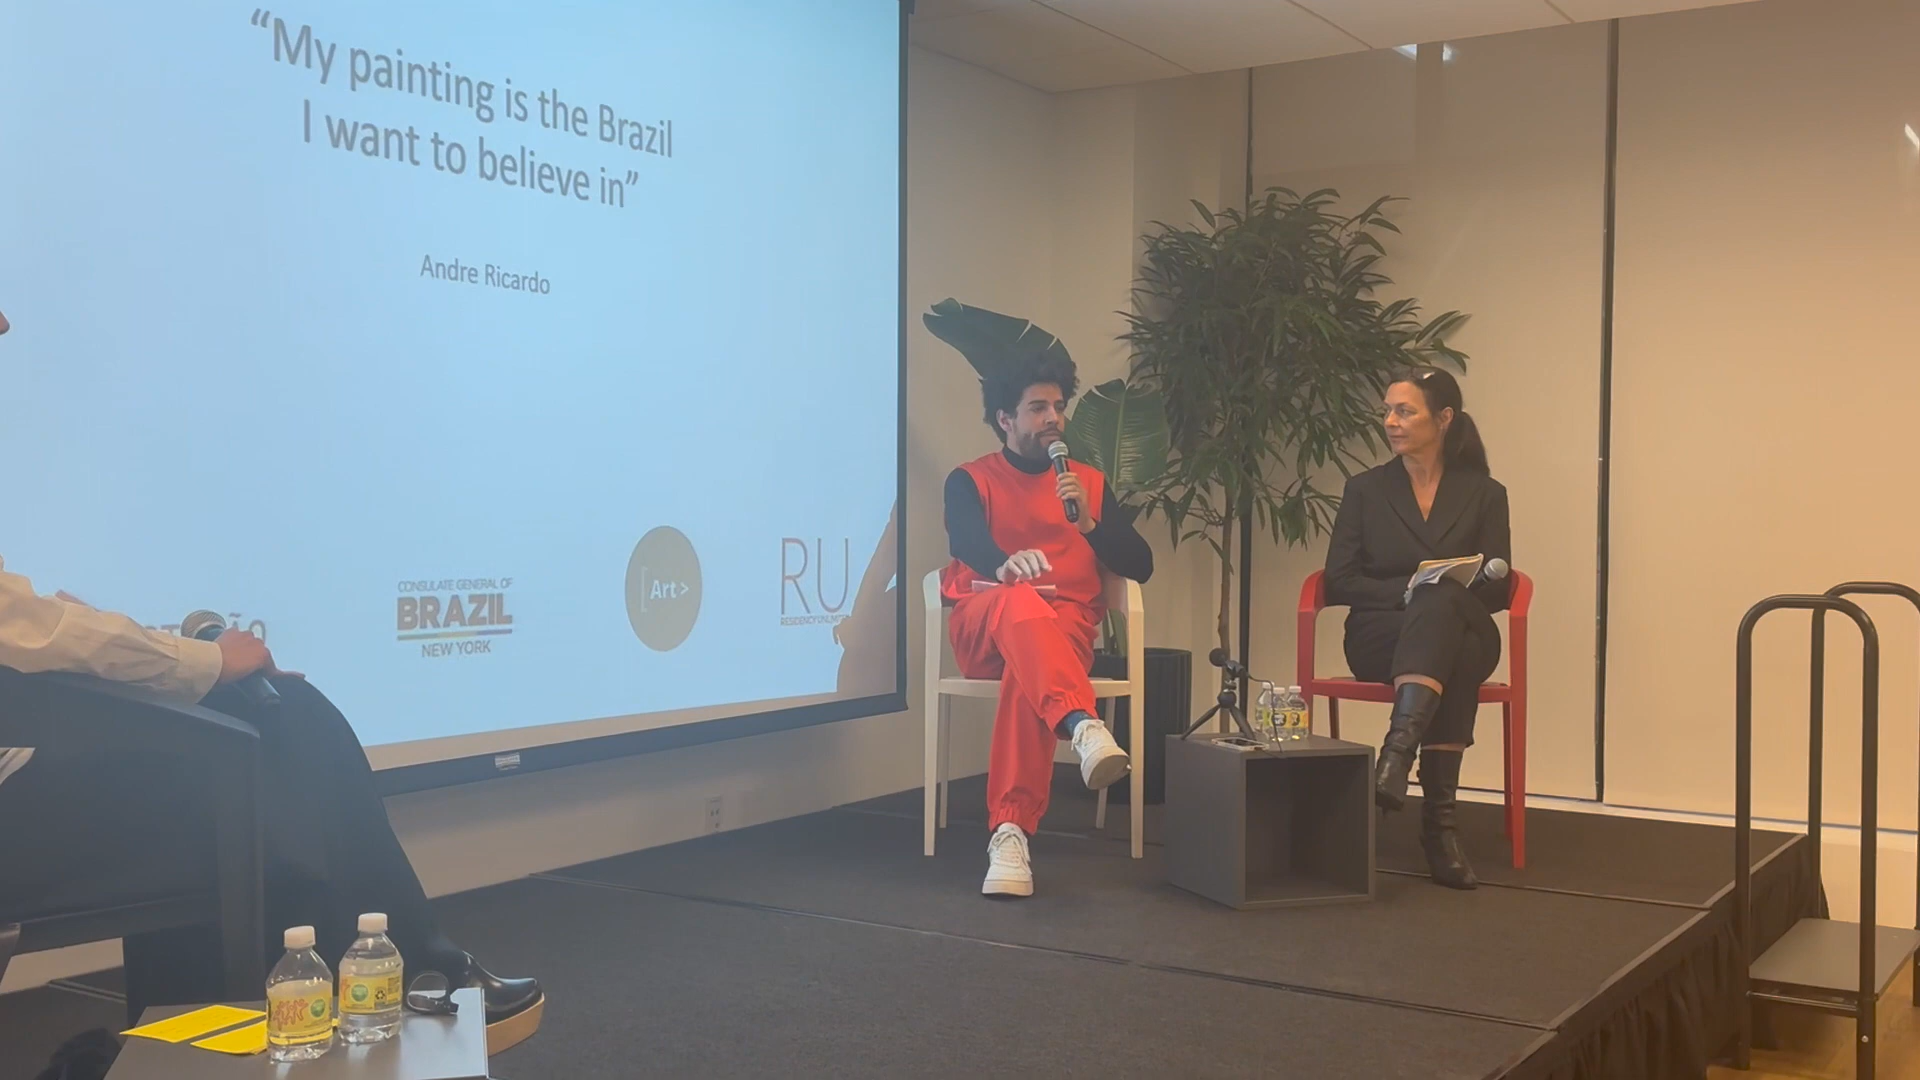 “My painting is the Brazil
I want to believe in”
Andre Ricardo
CONSULATE GENERAL OF
BRAZIL
NEW YORK
[Art>
RU